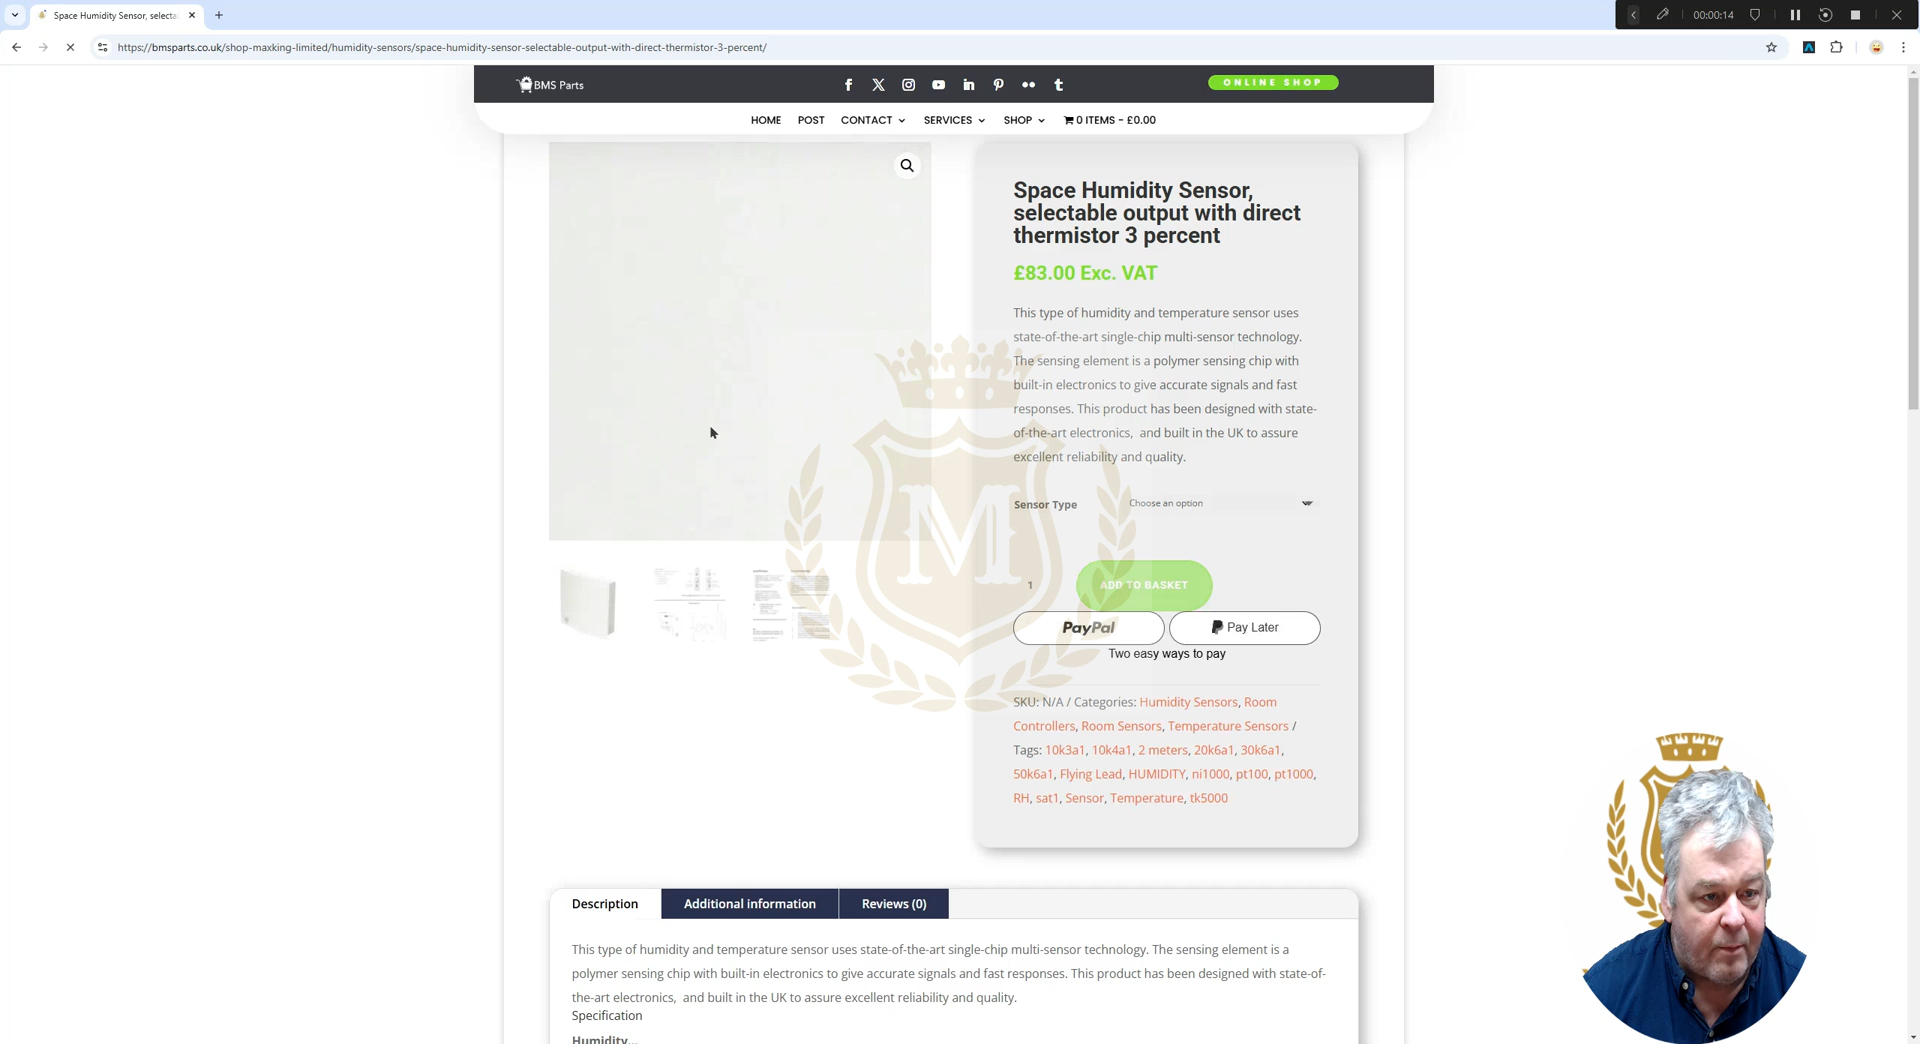 Space Humidity Sensor, selecta
00:00:14
https://bmsparts.co.uk/shop-maxking-limited/humidity-sensors/space-humidity-sensor-selectable-output-with-direct-thermistor-3-percent/
BMS Parts
ONLINE SHOP
HOME POST CONTACT SERVICES SHOP 0 ITEMS - £0.00
Space Humidity Sensor,
selectable output with direct
thermistor 3 percent
£83.00 Exc. VAT
This type of humidity and temperature sensor uses
state-of-the-art single-chip multi-sensor technology.
The sensing element is a polymer sensing chip with
built-in electronics to give accurate signals and fast
responses. This product has been designed with state-
of-the-art electronics,  and built in the UK to assure
excellent reliability and quality.
Sensor Type Choose an option
1 ADD TO BASKET
PayPal P Pay Later
Two easy ways to pay
M
SKU: N/A / Categories: Humidity Sensors, Room
Controllers, Room Sensors, Temperature Sensors /
Tags: 10k3a1, 10k4a1, 2 meters, 20k6a1, 30k6a1,
50k6a1, Flying Lead, HUMIDITY, ni1000, pt100, pt1000,
RH, sat1, Sensor, Temperature, tk5000
Description Additional information Reviews (0)
This type of humidity and temperature sensor uses state-of-the-art single-chip multi-sensor technology. The sensing element is a
polymer sensing chip with built-in electronics to give accurate signals and fast responses. This product has been designed with state-of-
the-art electronics,  and built in the UK to assure excellent reliability and quality.
Specification
Humidity...